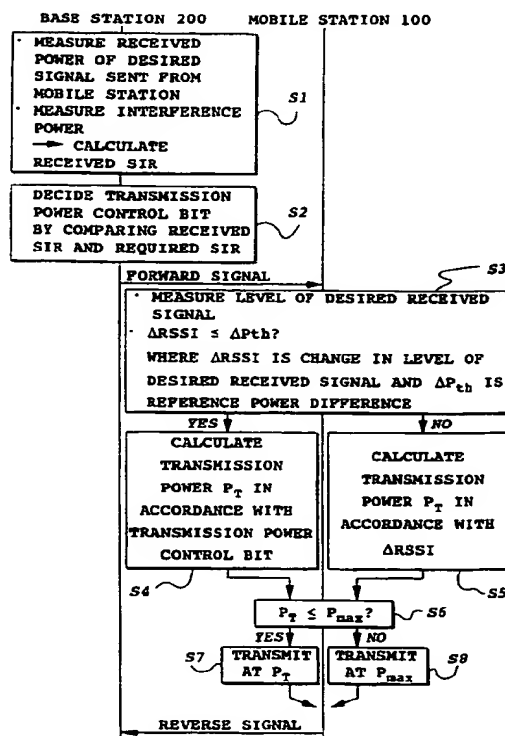 BASE STATION 200 MOBILE STATION 100
· MEASURE RECEIVED
POWER OF DESIRED
SIGNAL SENT FROM
MOBILE STATION
· MEASURE INTERFERENCE
POWER
→ CALCULATE
RECEIVED SIR
S1
DECIDE TRANSMISSION
POWER CONTROL BIT
BY COMPARING RECEIVED
SIR AND REQUIRED SIR
S2
FORWARD SIGNAL
S3
· MEASURE LEVEL OF DESIRED RECEIVED
SIGNAL
· ΔRSSI ≤ ΔPth?
WHERE ΔRSSI IS CHANGE IN LEVEL OF
DESIRED RECEIVED SIGNAL AND ΔPth IS
REFERENCE POWER DIFFERENCE
YES NO
CALCULATE
TRANSMISSION
POWER PT IN
ACCORDANCE WITH
TRANSMISSION POWER
CONTROL BIT
S4
CALCULATE
TRANSMISSION
POWER PT IN
ACCORDANCE WITH
ΔRSSI
S5
PT ≤ Pmax?
S6
YES NO
S7
TRANSMIT
AT PT
TRANSMIT
AT Pmax
S8
REVERSE SIGNAL